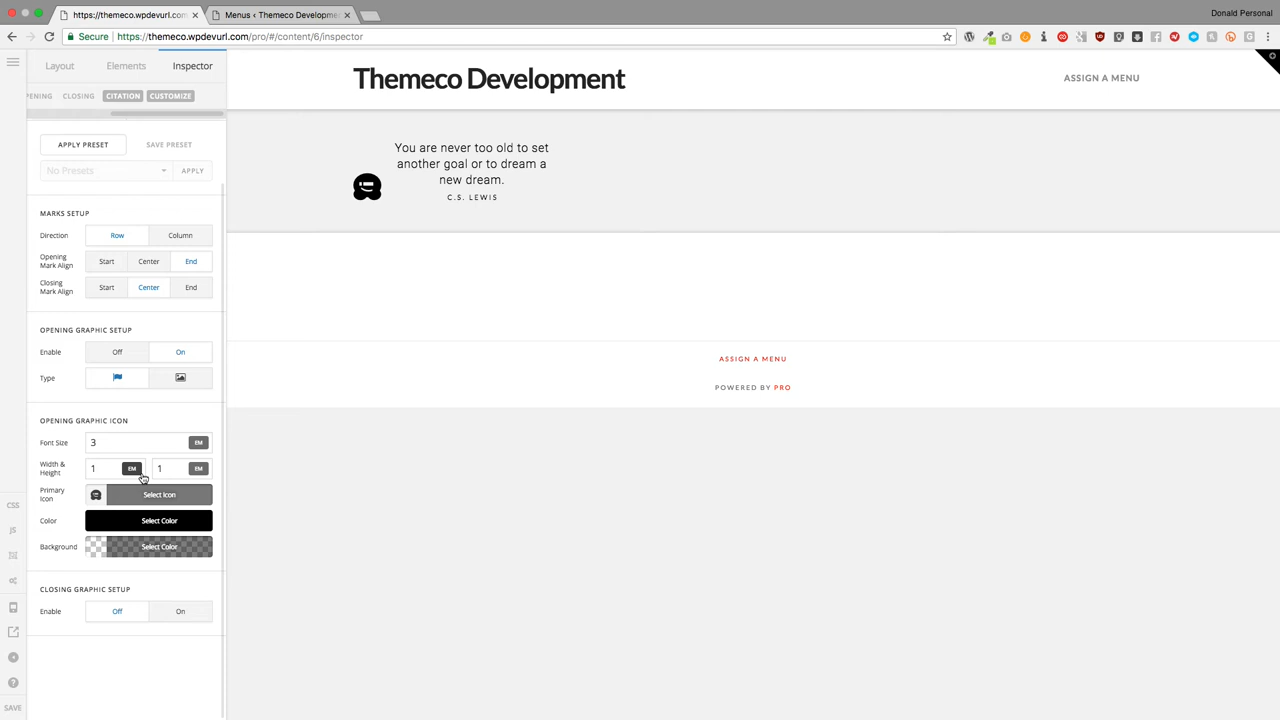 https://themeco.wpdevurl.com
Menus ‹ Themeco Developme
Donald Personal
Secure
https://themeco.wpdevurl.com/pro/#/content/6/inspector
Layout
Elements
Inspector
PENING
CLOSING
CITATION
CUSTOMIZE
APPLY PRESET
SAVE PRESET
No Presets
APPLY
MARKS SETUP
Direction
Row
Column
Opening
Mark Align
Start
Center
End
Closing
Mark Align
Start
Center
End
OPENING GRAPHIC SETUP
Enable
Off
On
Type
OPENING GRAPHIC ICON
Font Size
3
EM
Width &
Height
1
EM
1
EM
Primary
Icon
Select Icon
Color
Select Color
Background
Select Color
CLOSING GRAPHIC SETUP
Enable
Off
On
CSS
JS
SAVE
Themeco Development
ASSIGN A MENU
You are never too old to set
another goal or to dream a
new dream.
C.S. LEWIS
ASSIGN A MENU
POWERED BY PRO